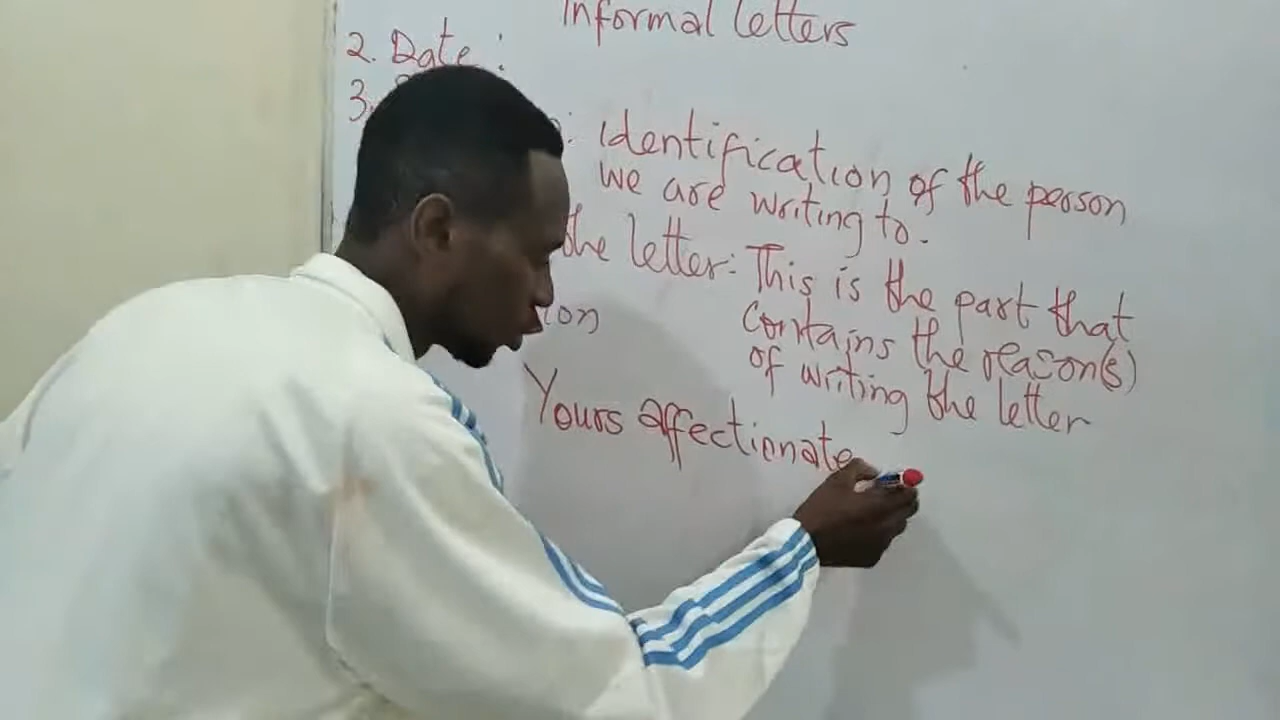 Informal letters
2. Date :
3.
: Identification of the person
we are writing to.
the letter: This is the part that
contains the reason(s)
of writing the letter
Yours affectionate